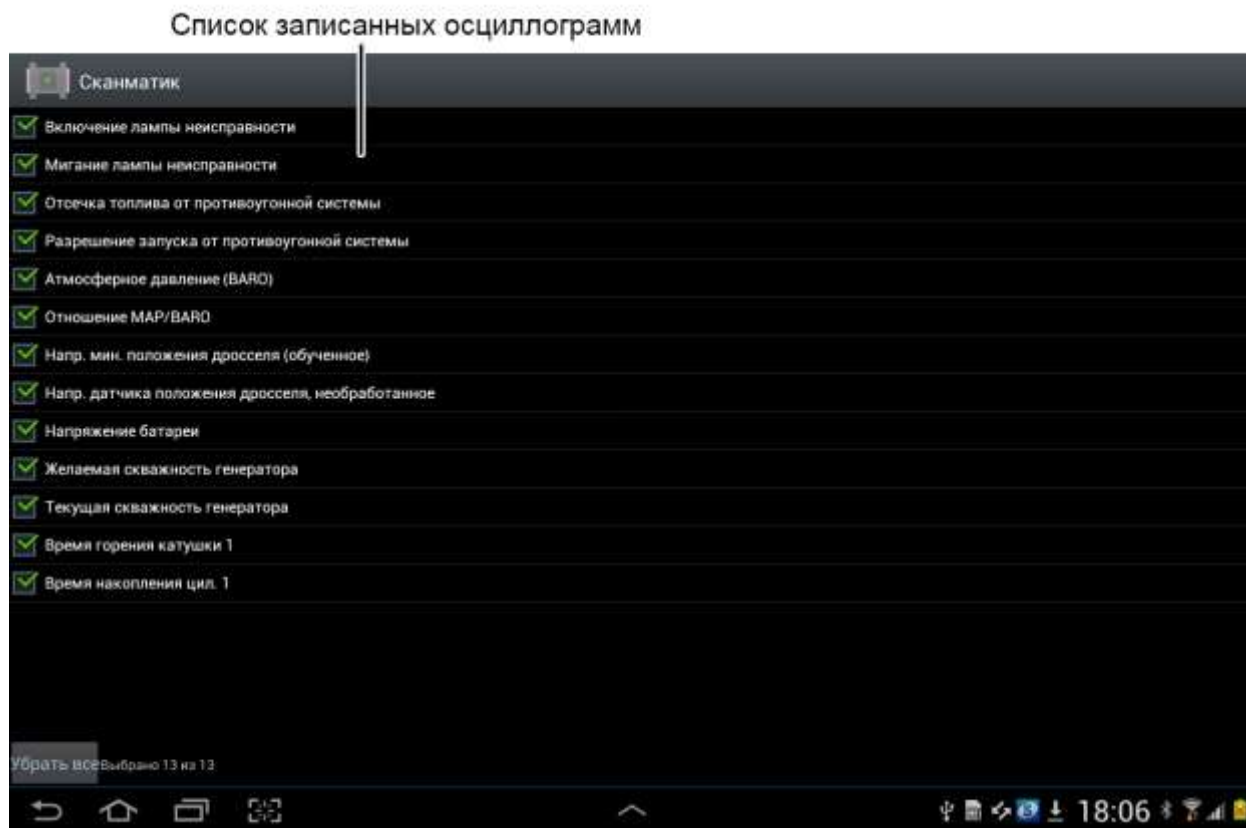 Список записанных осциллограмм
Сканматик
Включение лампы неисправности
Мигание лампы неисправности
Отсечка топлива от противоугонной системы
Разрешение запуска от противоугонной системы
Атмосферное давление (BARO)
Отношение MAP/BARO
Напр. мин. положения дросселя (обученное)
Напр. датчика положения дросселя, необработанное
Напряжение батареи
Желаемая скважность генератора
Текущая скважность генератора
Время горения катушки 1
Время накопления цил. 1
Убрать все Выбрано 13 из 13
18:06